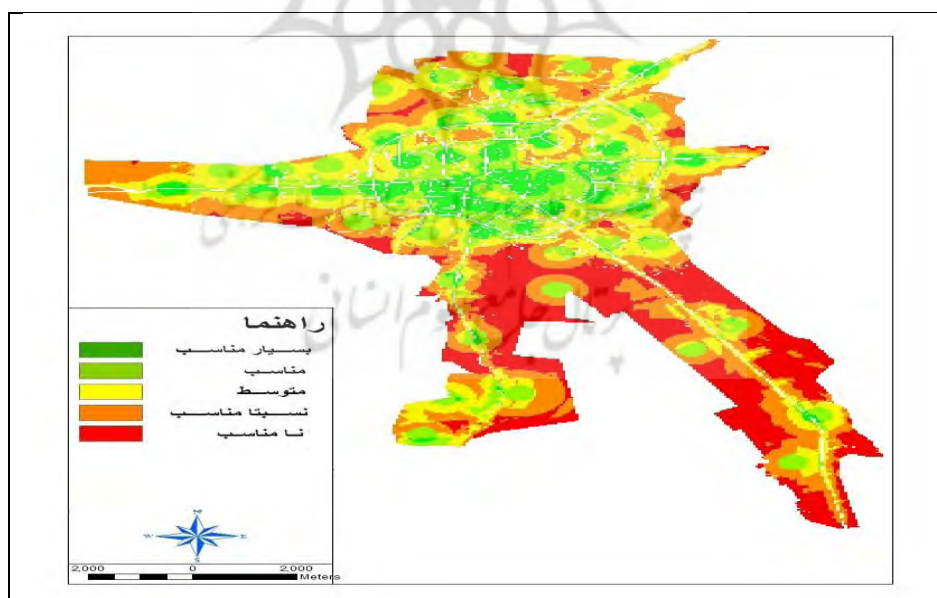 راهنما
بسیار مناسب
مناسب
متوسط
نسبتا مناسب
نا مناسب
N
W E
S
2,000 0 2,000
Meters